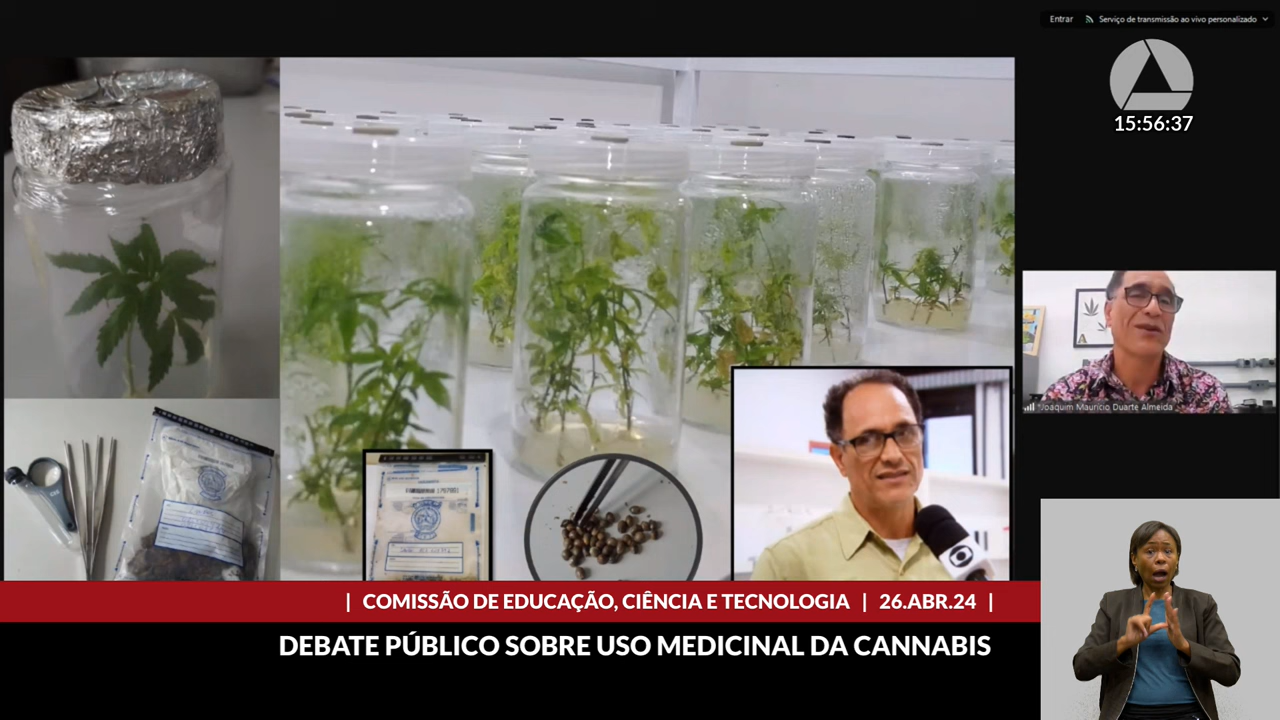 Entrar Serviço de transmissão ao vivo personalizado
15:56:37
*Joaquim Mauricio Duarte Almeida
| COMISSÃO DE EDUCAÇÃO, CIÊNCIA E TECNOLOGIA | 26.ABR.24 |
DEBATE PÚBLICO SOBRE USO MEDICINAL DA CANNABIS